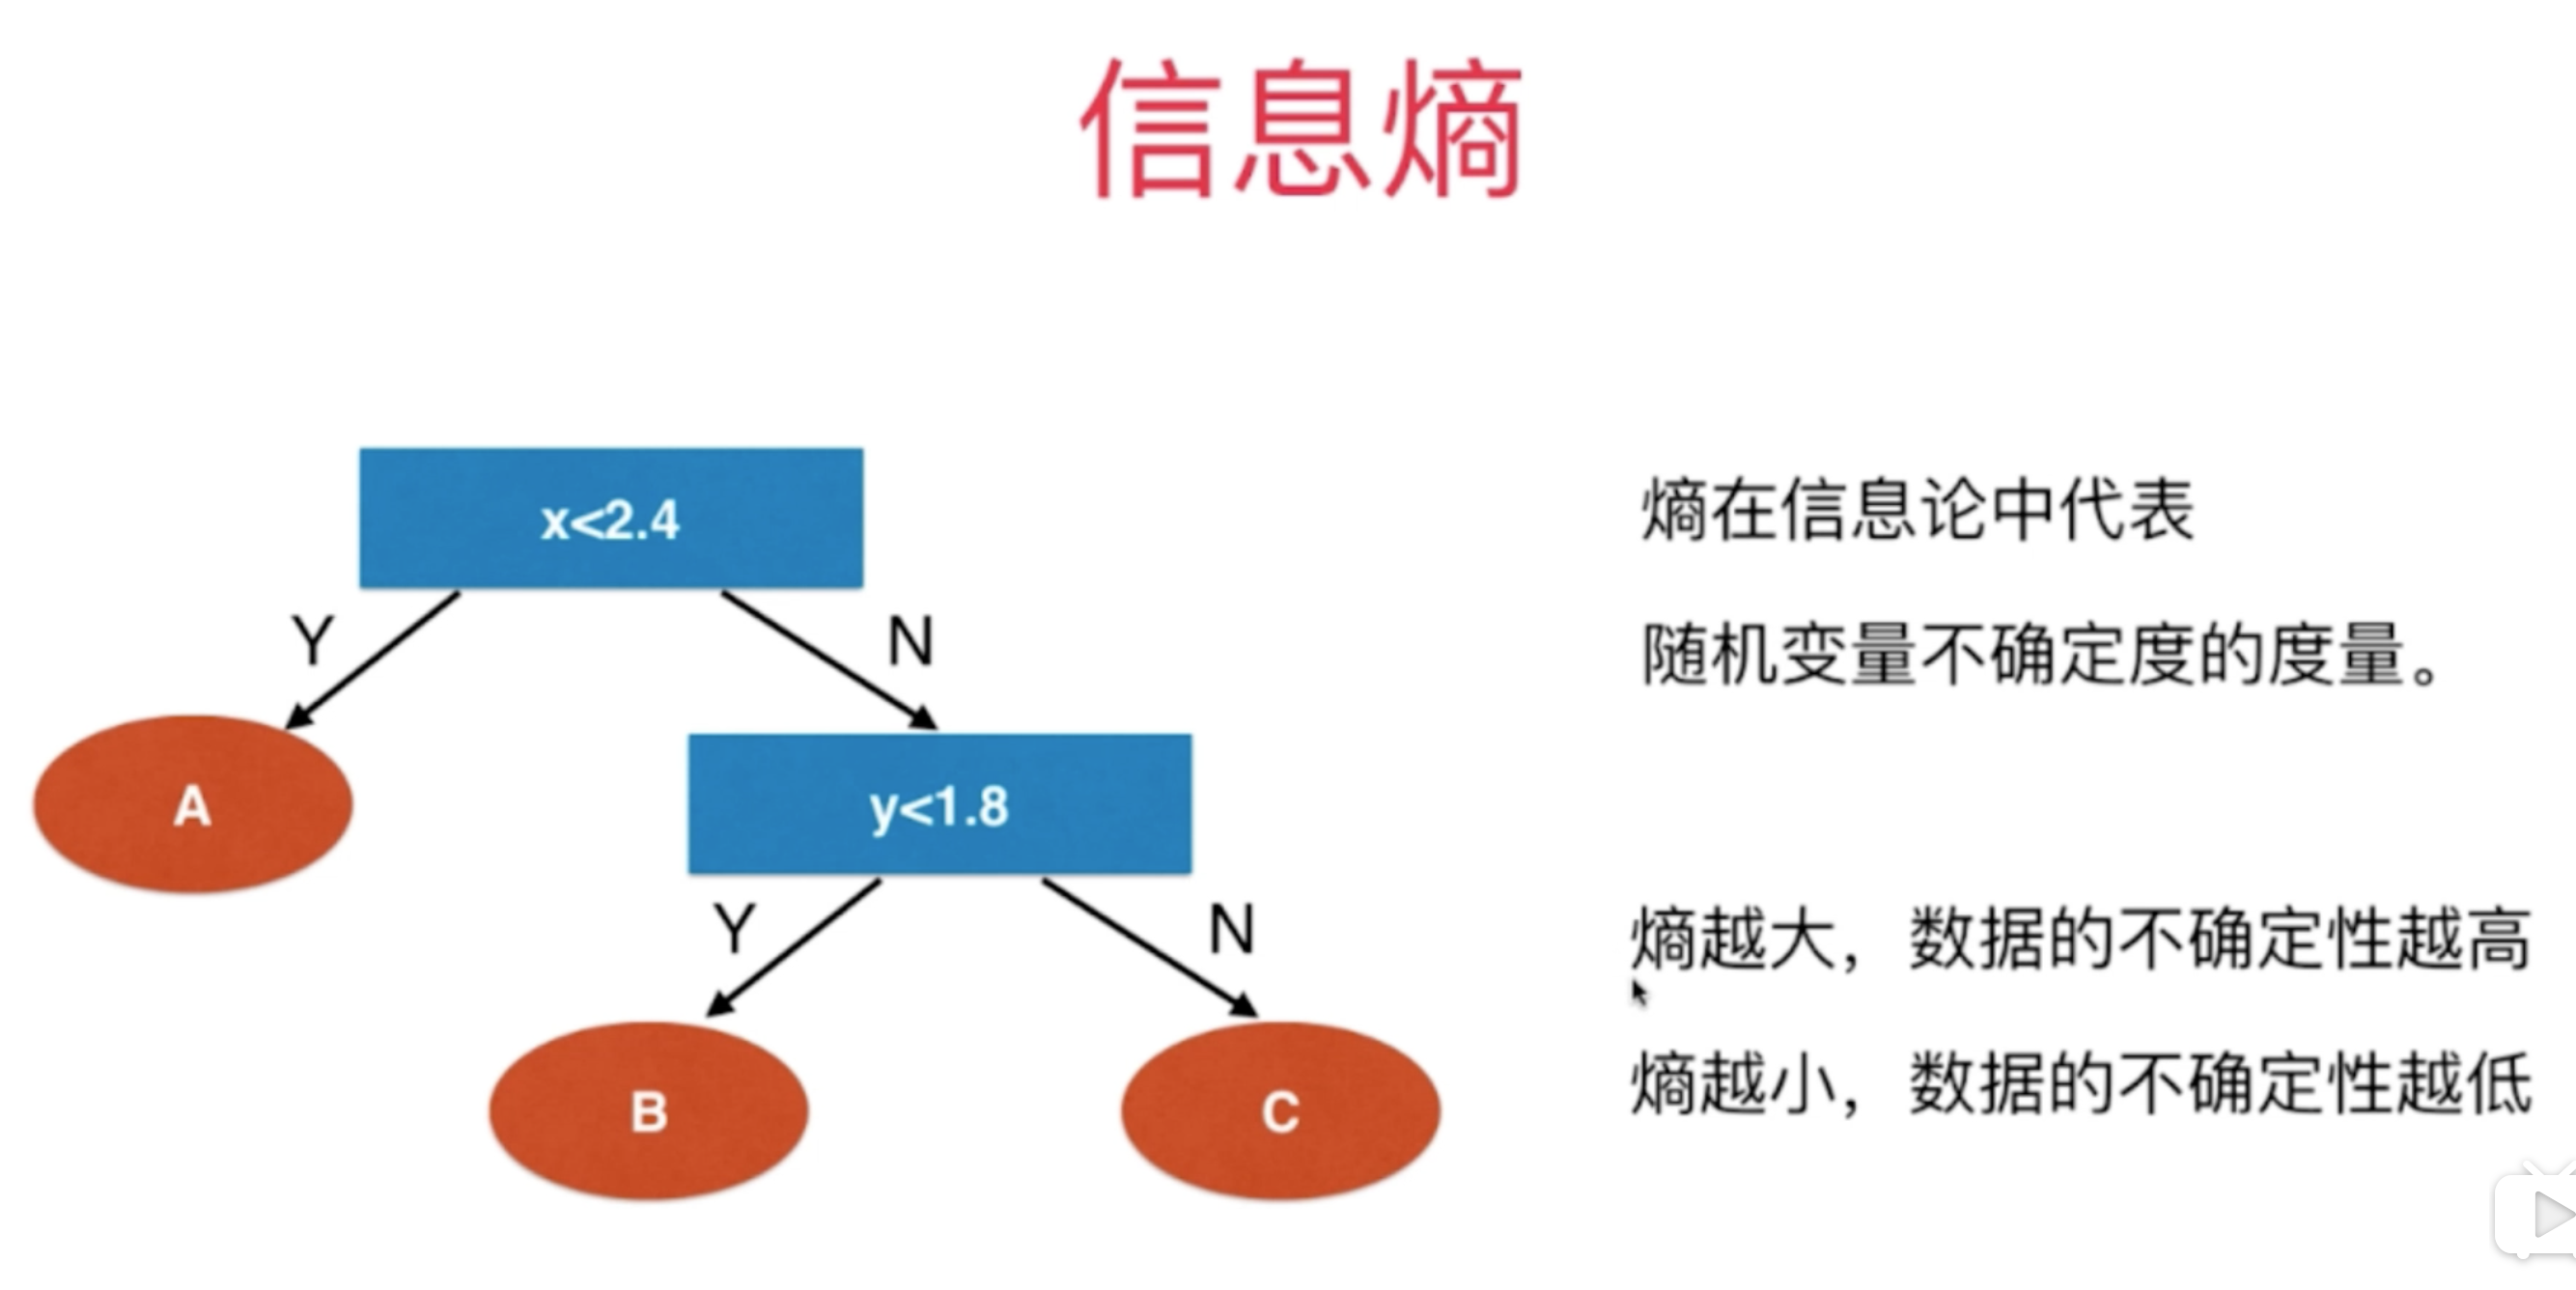 信息熵
x<2.4
Y
N
A
y<1.8
Y
N
B
C
熵在信息论中代表
随机变量不确定度的度量。
熵越大，数据的不确定性越高
熵越小，数据的不确定性越低